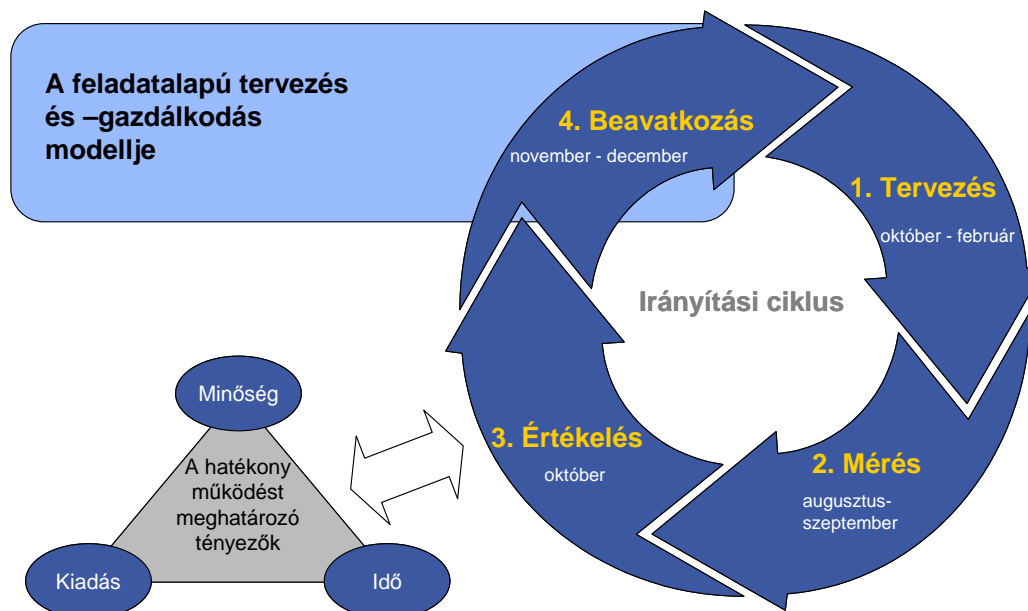 A feladatalapú tervezés
és –gazdálkodás
modellje
4. Beavatkozás
november - december
1. Tervezés
október - február
Irányítási ciklus
3. Értékelés
október
2. Mérés
augusztus-
szeptember
Minőség
A hatékony
működést
meghatározó
tényezők
Kiadás
Idő